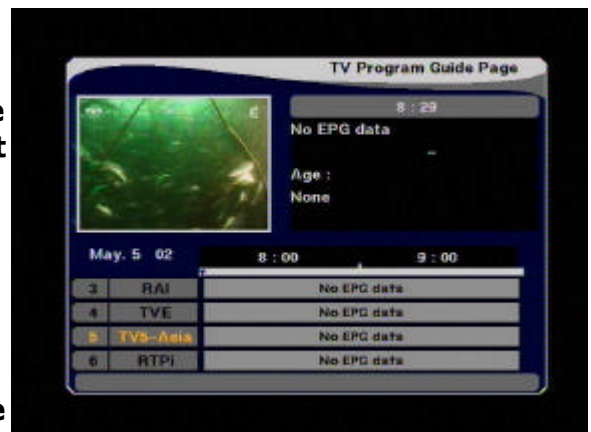 e
t
e
TV Program Guide Page
8 : 29
No EPG data
–
Age :
None
May. 5 02
8 : 00 9 : 00
3 RAI No EPG data
4 TVE No EPG data
5 TV5-Asia No EPG data
6 RTPi No EPG data